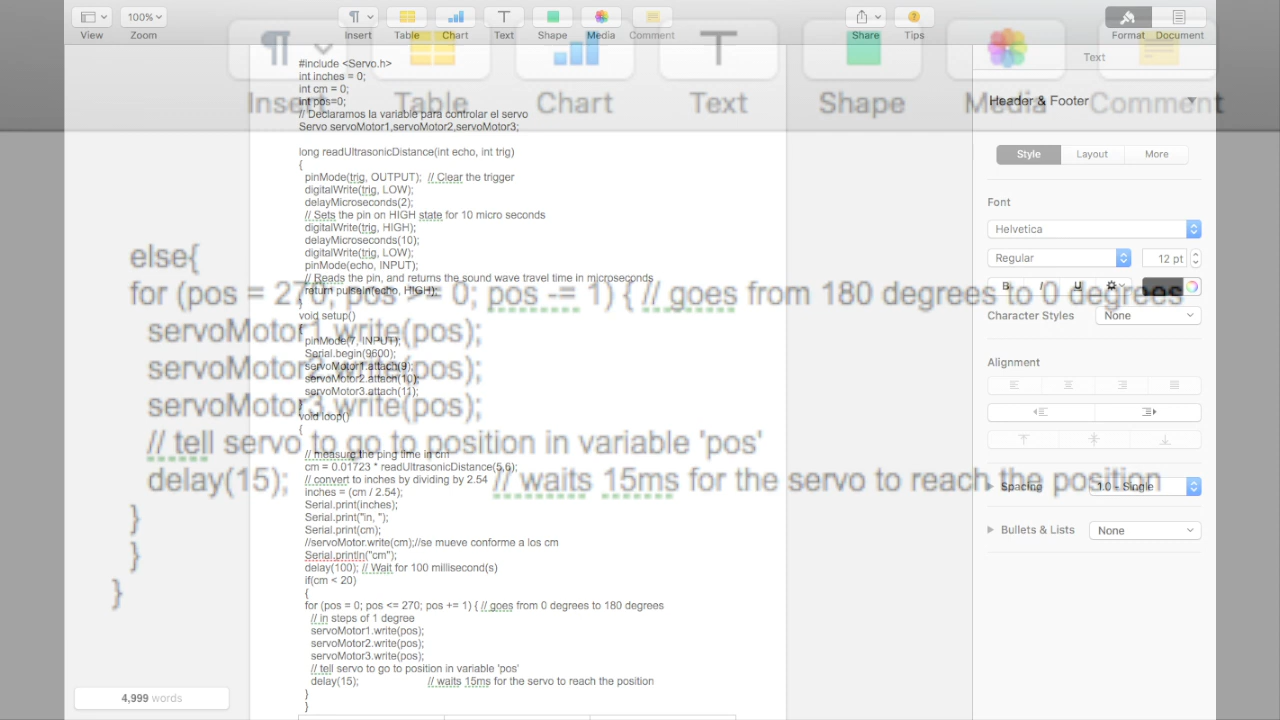 100%
View
Zoom
Insert
Table
Chart
Text
Shape
Media
Comment
Share
Tips
Format
Document
Insert
Table
Chart
Text
Shape
Media
Comment
Text
#include <Servo.h>
int inches = 0;
int cm = 0;
int pos=0;
// Declaramos la variable para controlar el servo
Servo servoMotor1,servoMotor2,servoMotor3;
long readUltrasonicDistance(int echo, int trig)
{
pinMode(trig, OUTPUT);  // Clear the trigger
digitalWrite(trig, LOW);
delayMicroseconds(2);
// Sets the pin on HIGH state for 10 micro seconds
digitalWrite(trig, HIGH);
delayMicroseconds(10);
digitalWrite(trig, LOW);
pinMode(echo, INPUT);
// Reads the pin, and returns the sound wave travel time in microseconds
return pulseIn(echo, HIGH);
void setup()
{
pinMode(7, INPUT);
Serial.begin(9600);
servoMotor1.attach(9);
servoMotor2.attach(10);
servoMotor3.attach(11);
void loop()
{
// measure the ping time in cm
cm = 0.01723 * readUltrasonicDistance(5,6);
// convert to inches by dividing by 2.54
inches = (cm / 2.54);
Serial.print(inches);
Serial.print("in, ");
Serial.print(cm);
//servoMotor.write(cm);//se mueve conforme a los cm
Serial.println("cm");
delay(100); // Wait for 100 millisecond(s)
if(cm < 20)
{
for (pos = 0; pos <= 270; pos += 1) { // goes from 0 degrees to 180 degrees
// in steps of 1 degree
servoMotor1.write(pos);
servoMotor2.write(pos);
servoMotor3.write(pos);
// tell servo to go to position in variable 'pos'
delay(15);                    // waits 15ms for the servo to reach the position
}
}
else{
for (pos = 270; >= 0; pos -= 1) { // goes from 180 degrees to 0 degrees
servoMotor1.write(pos);
servoMotor2.write(pos);
servoMotor3.write(pos);
// tell servo to go to position in variable 'pos'
delay(15);                    // waits 15ms for the servo to reach the position
}
}
}
Header & Footer
Style
Layout
More
Font
Helvetica
Regular
12 pt
B
I
U
Character Styles
None
Alignment
Spacing
1.0 - Single
Bullets & Lists
None
4,999 words